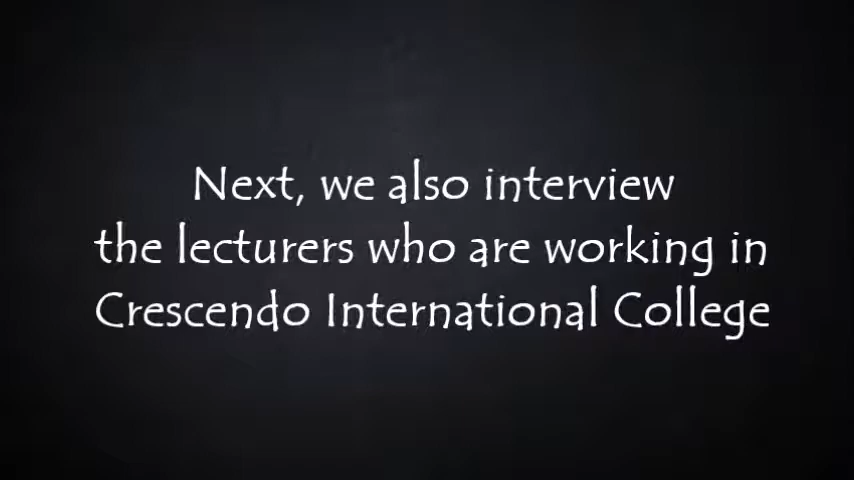 Next, we also interview
the lecturers who are working in
Crescendo International College